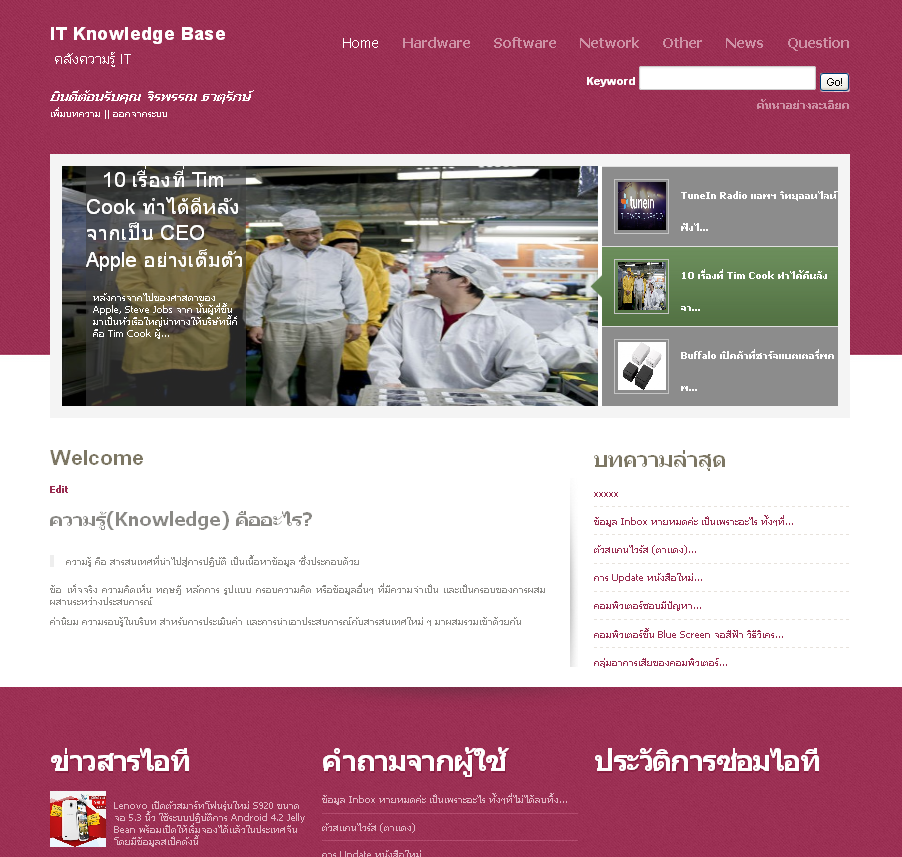 IT Knowledge Base
คลังความรู้ IT
Home Hardware Software Network Other News Question
Keyword Go!
ค้นหาอย่างละเอียด
ยินดีต้อนรับคุณ จิรพรรณ ธาตุรักษ์
เพิ่มบทความ || ออกจากระบบ
10 เรื่องที่ Tim
Cook ทำได้ดีหลัง
จากเป็น CEO
Apple อย่างเต็มตัว
หลังการจากไปของศาสดาของ
Apple, Steve Jobs จาก นั้นผู้ที่ขึ้น
มาเป็นหัวเรือใหญ่นำทางให้บริษัทนี้ก็
คือ Tim Cook ผู้...
tunein
TuneIn Radio แอพฯ วิทยุออนไลน์
ฟังไ...
10 เรื่องที่ Tim Cook ทำได้ดีหลัง
จา...
Buffalo เปิดตัวที่ชาร์จแบตเตอรี่พก
พ...
Welcome
Edit
ความรู้(Knowledge) คืออะไร?
ความรู้ คือ สารสนเทศที่นำไปสู่การปฏิบัติ เป็นเนื้อหาข้อมูล ซึ่งประกอบด้วย
ข้อ เท็จจริง ความคิดเห็น ทฤษฎี หลักการ รูปแบบ กรอบความคิด หรือข้อมูลอื่นๆ ที่มีความจำเป็น และเป็นกรอบของการผสม
ผสานระหว่างประสบการณ์
ค่านิยม ความรอบรู้ในบริบท สำหรับการประเมินค่า และการนำเอาประสบการณ์กับสารสนเทศใหม่ ๆ มาผสมรวมเข้าด้วยกัน
บทความล่าสุด
xxxxx
ข้อมูล Inbox หายหมดค่ะ เป็นเพราะอะไร ทั้งๆที่...
ตัวสแกนไวรัส (ตาแดง)...
การ Update หนังสือใหม่...
คอมพิวเตอร์ชอบมีปัญหา...
คอมพิวเตอร์ขึ้น Blue Screen จอสีฟ้า วิธีวิเคร...
กลุ่มอาการเสียของคอมพิวเตอร์...
ข่าวสารไอที
Lenovo เปิดตัวสมาร์ทโฟนรุ่นใหม่ S920 ขนาด
จอ 5.3 นิ้ว ใช้ระบบปฏิบัติการ Android 4.2 Jelly
Bean พร้อมเปิดให้เริ่มจองได้แล้วในประเทศจีน
โดยมีข้อมูลสเป็คดังนี้
คำถามจากผู้ใช้
ข้อมูล Inbox หายหมดค่ะ เป็นเพราะอะไร ทั้งๆที่ไม่ได้ลบทิ้ง...
ตัวสแกนไวรัส (ตาแดง)
การ Update หนังสือใหม่
ประวัติการซ่อมไอที